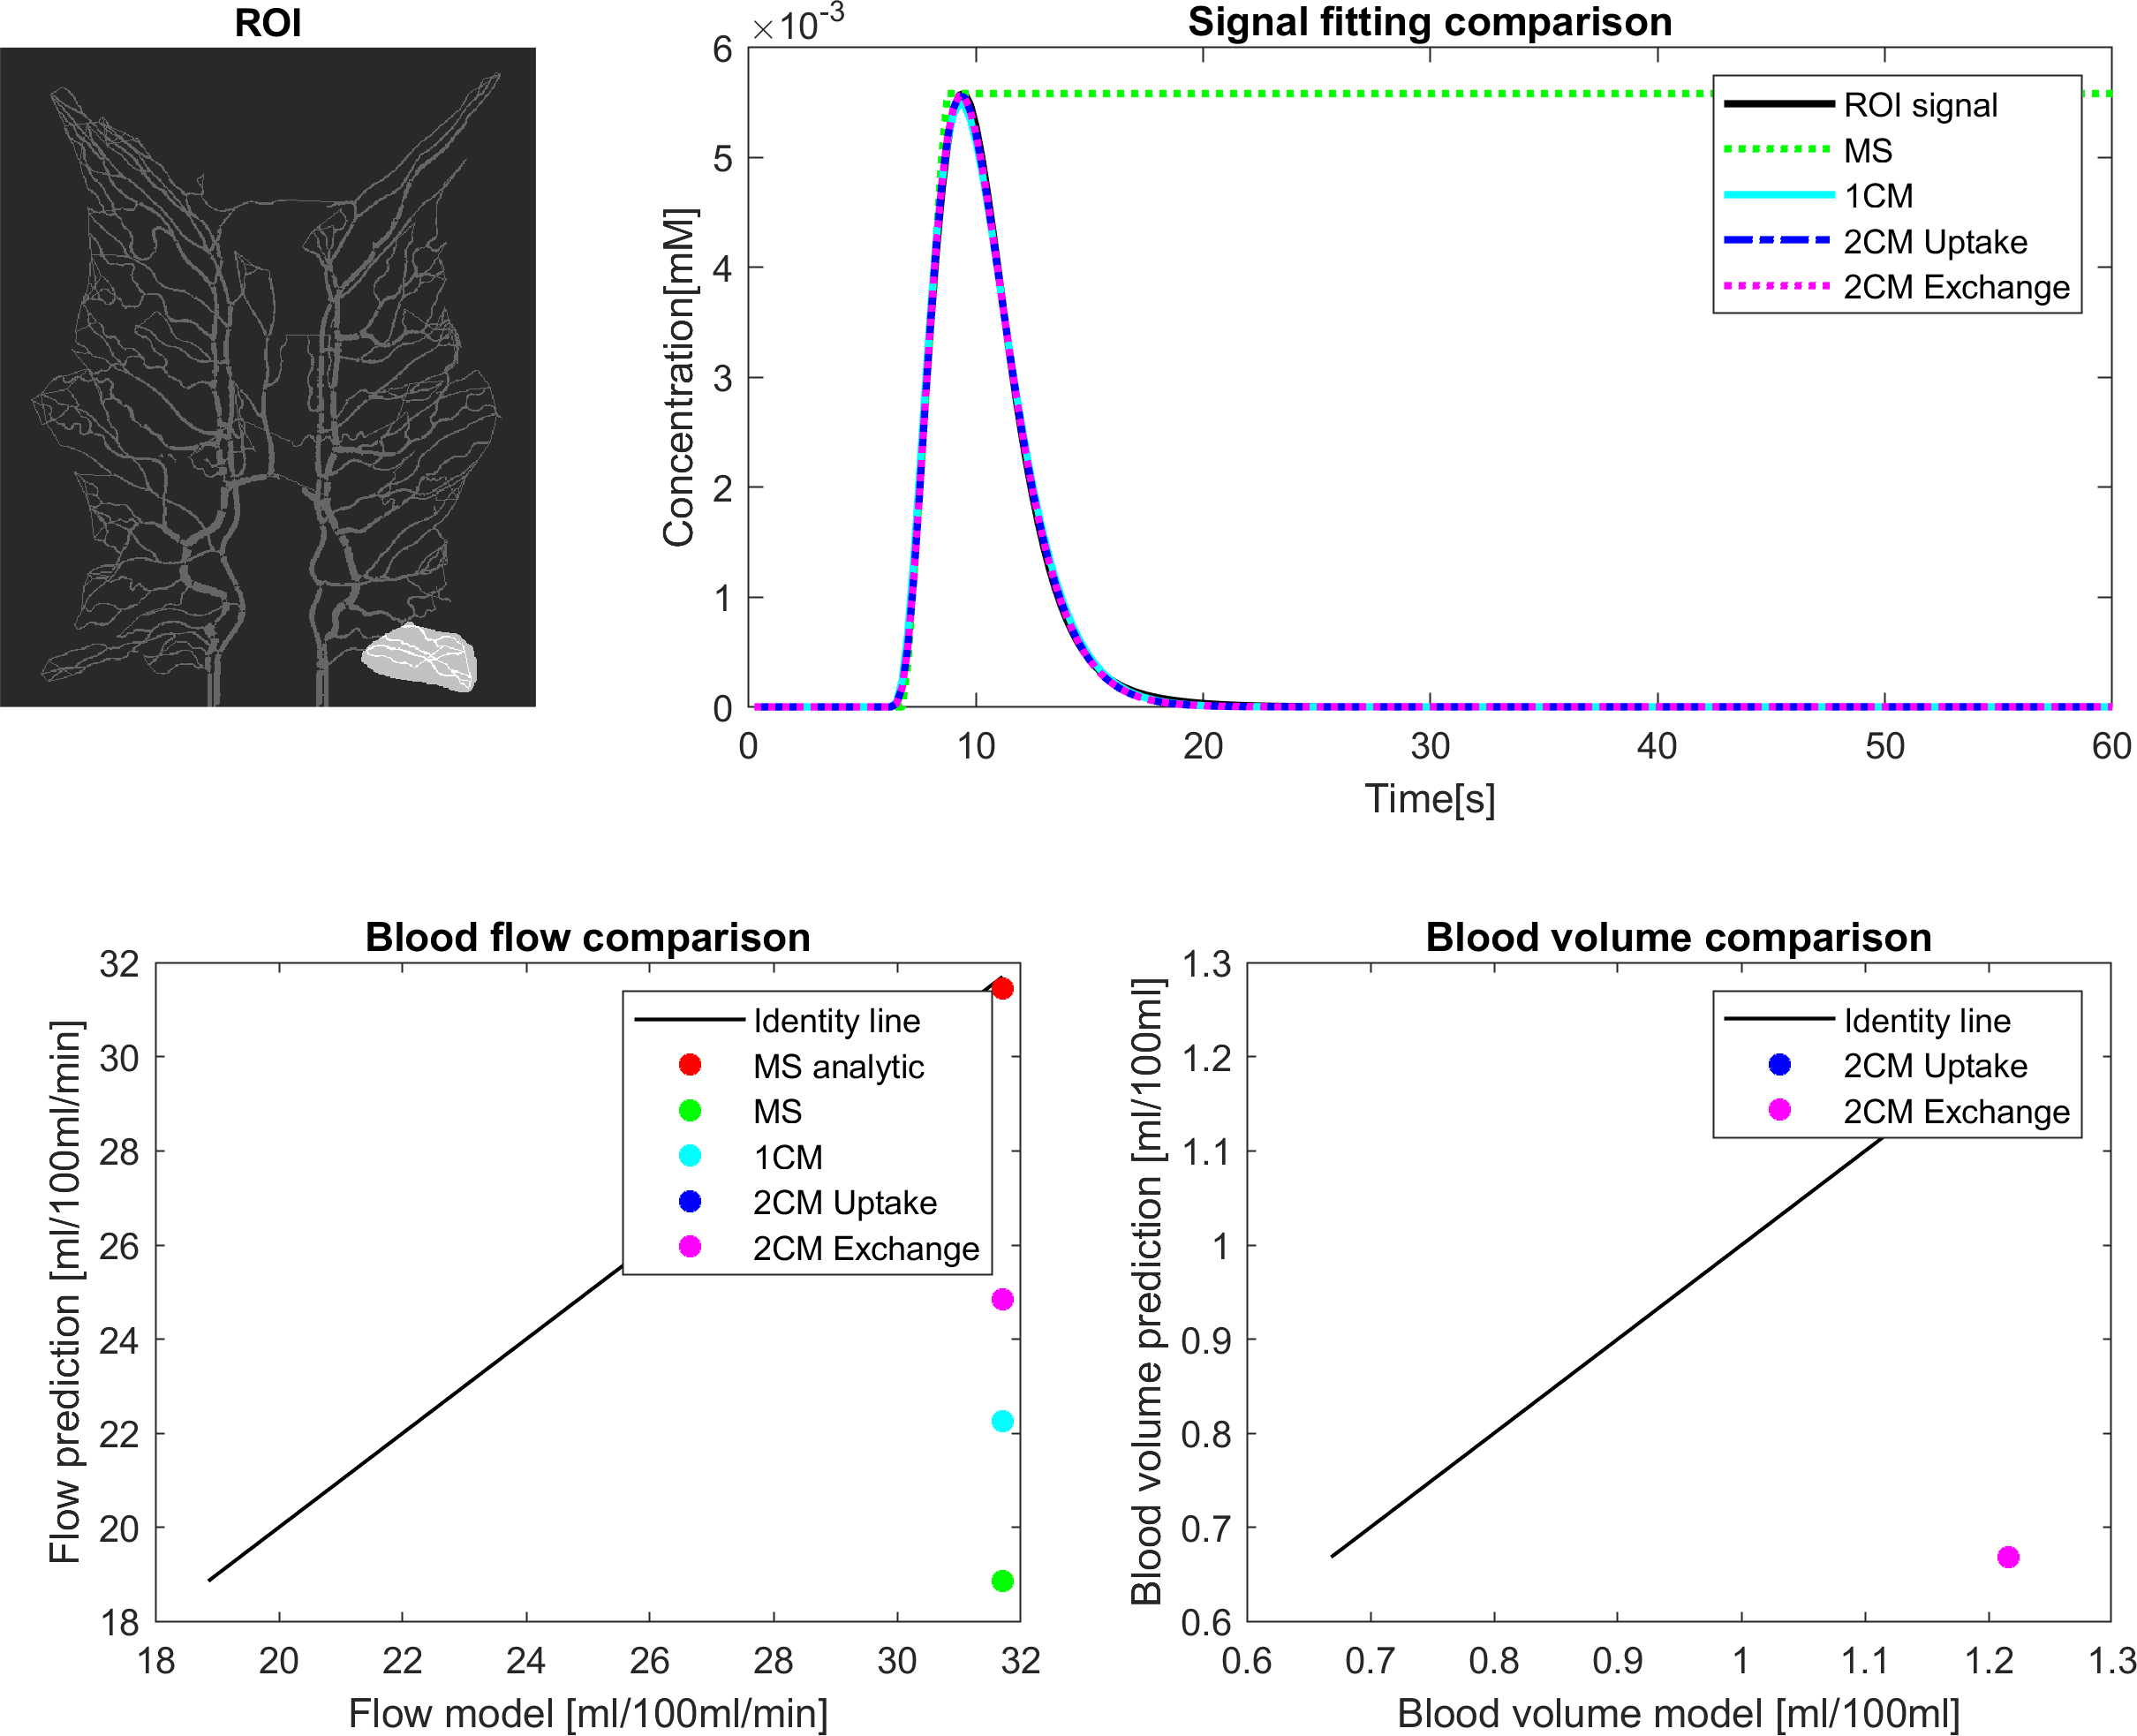 ROI
Signal fitting comparison
×10-3
6
5
4
3
2
1
0
Concentration[mM]
0 10 20 30 40 50 60
Time[s]
ROI signal
MS
1CM
2CM Uptake
2CM Exchange
Blood flow comparison
32
30
28
26
24
22
20
18
Flow prediction [ml/100ml/min]
18 20 22 24 26 28 30 32
Flow model [ml/100ml/min]
Identity line
MS analytic
MS
1CM
2CM Uptake
2CM Exchange
Blood volume comparison
1.3
1.2
1.1
1
0.9
0.8
0.7
0.6
Blood volume prediction [ml/100ml]
0.6 0.7 0.8 0.9 1 1.1 1.2 1.3
Blood volume model [ml/100ml]
Identity line
2CM Uptake
2CM Exchange